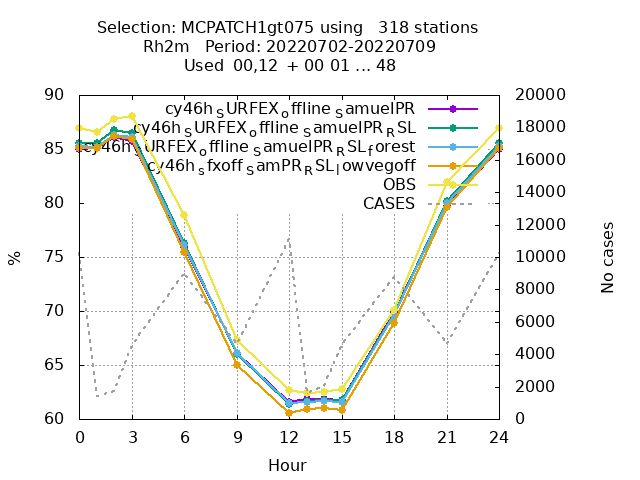 Selection: MCPATCH1gt075 using   318 stations
Rh2m   Period: 20220702-20220709
Used  00,12  + 00 01 ... 48
cy46h_SURFEX_offline_SamuelPR
cy46h_SURFEX_offline_SamuelPR_RSL
cy46h_SURFEX_offline_SamuelPR_RSL_forest
cy46h_sfxoff_SamPR_RSL_lowvegoff
OBS
CASES
90
85
80
75
70
65
60
%
20000
18000
16000
14000
12000
10000
8000
6000
4000
2000
0
No cases
0 3 6 9 12 15 18 21 24
Hour